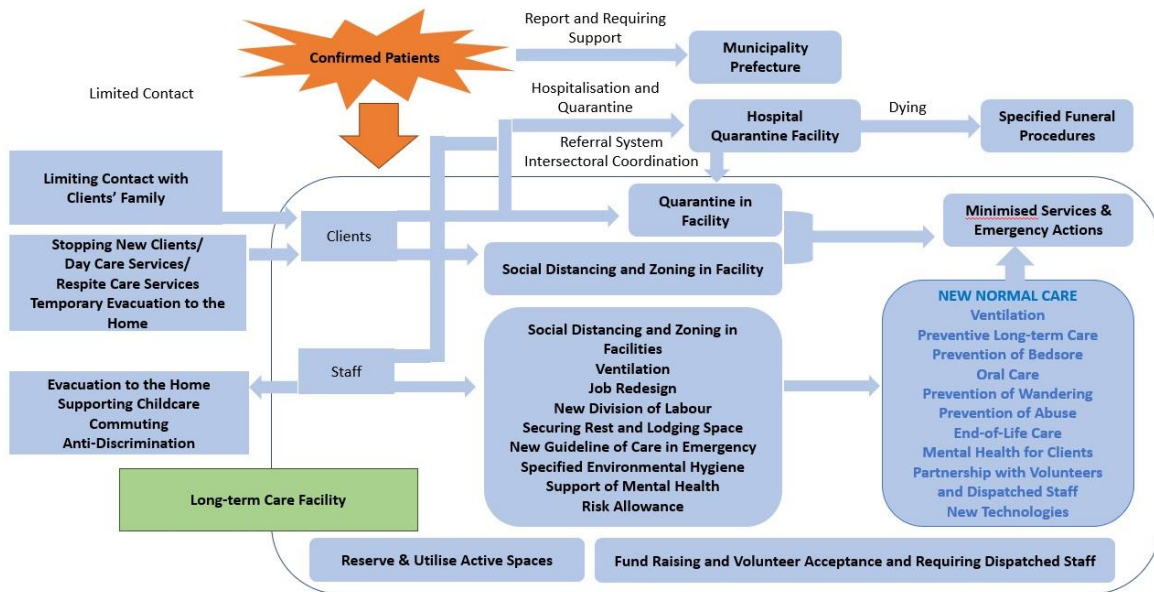 Report and Requiring
Support
Confirmed Patients
Municipality
Prefecture
Limited Contact
Hospitalisation and
Quarantine
Hospital
Quarantine Facility
Dying
Specified Funeral
Procedures
Referral System
Intersectoral Coordination
Limiting Contact with
Clients' Family
Clients
Quarantine in
Facility
Minimised Services &
Emergency Actions
Stopping New Clients/
Day Care Services/
Respite Care Services
Temporary Evacuation to the
Home
Social Distancing and Zoning in Facility
Staff
Evacuation to the Home
Supporting Childcare
Commuting
Anti-Discrimination
Social Distancing and Zoning in
Facilities
Ventilation
Job Redesign
New Division of Labour
Securing Rest and Lodging Space
New Guideline of Care in Emergency
Specified Environmental Hygiene
Support of Mental Health
Risk Allowance
NEW NORMAL CARE
Ventilation
Preventive Long-term Care
Prevention of Bedsore
Oral Care
Prevention of Wandering
Prevention of Abuse
End-of-Life Care
Mental Health for Clients
Partnership with Volunteers
and Dispatched Staff
New Technologies
Long-term Care Facility
Reserve & Utilise Active Spaces
Fund Raising and Volunteer Acceptance and Requiring Dispatched Staff